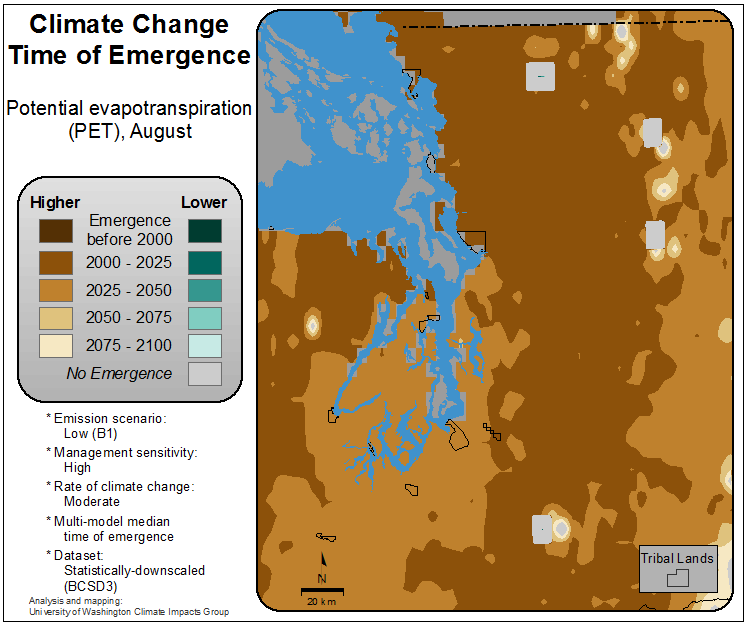 Climate Change
Time of Emergence
Potential evapotranspiration
(PET), August
Higher Lower
Emergence
before 2000
2000 - 2025
2025 - 2050
2050 - 2075
2075 - 2100
No Emergence
* Emission scenario:
Low (B1)
* Management sensitivity:
High
* Rate of climate change:
Moderate
* Multi-model median
time of emergence
* Dataset:
Statistically-downscaled
(BCSD3)
Analysis and mapping:
University of Washington Climate Impacts Group
N
20 km
Tribal Lands